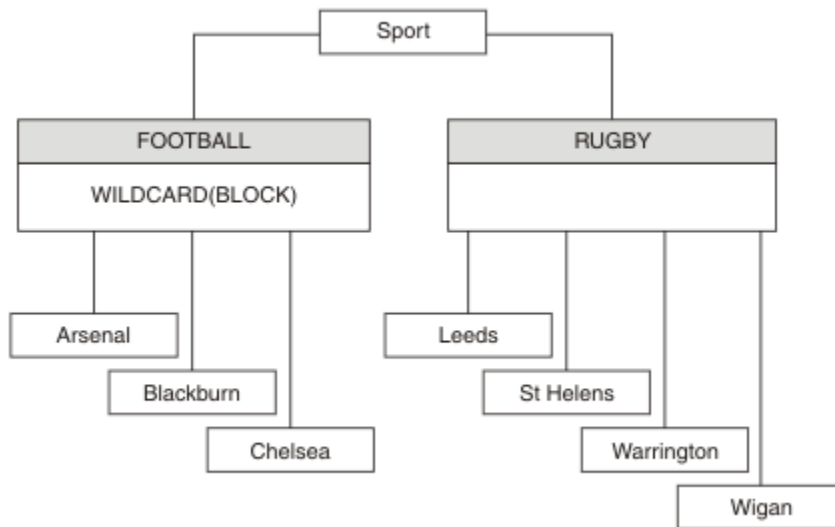 Sport
FOOTBALL
WILDCARD(BLOCK)
Arsenal
Blackburn
Chelsea
RUGBY
Leeds
St Helens
Warrington
Wigan